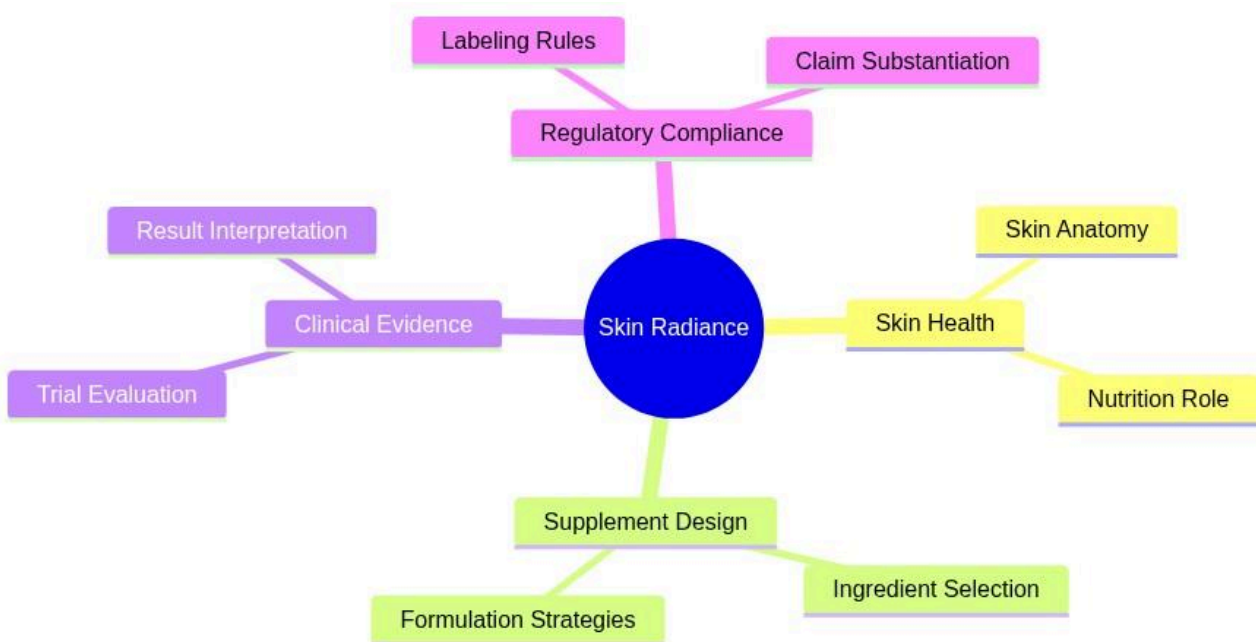 Labeling Rules
Claim Substantiation
Regulatory Compliance
Result Interpretation
Skin Anatomy
Clinical Evidence
Skin Radiance
Skin Health
Trial Evaluation
Nutrition Role
Supplement Design
Ingredient Selection
Formulation Strategies